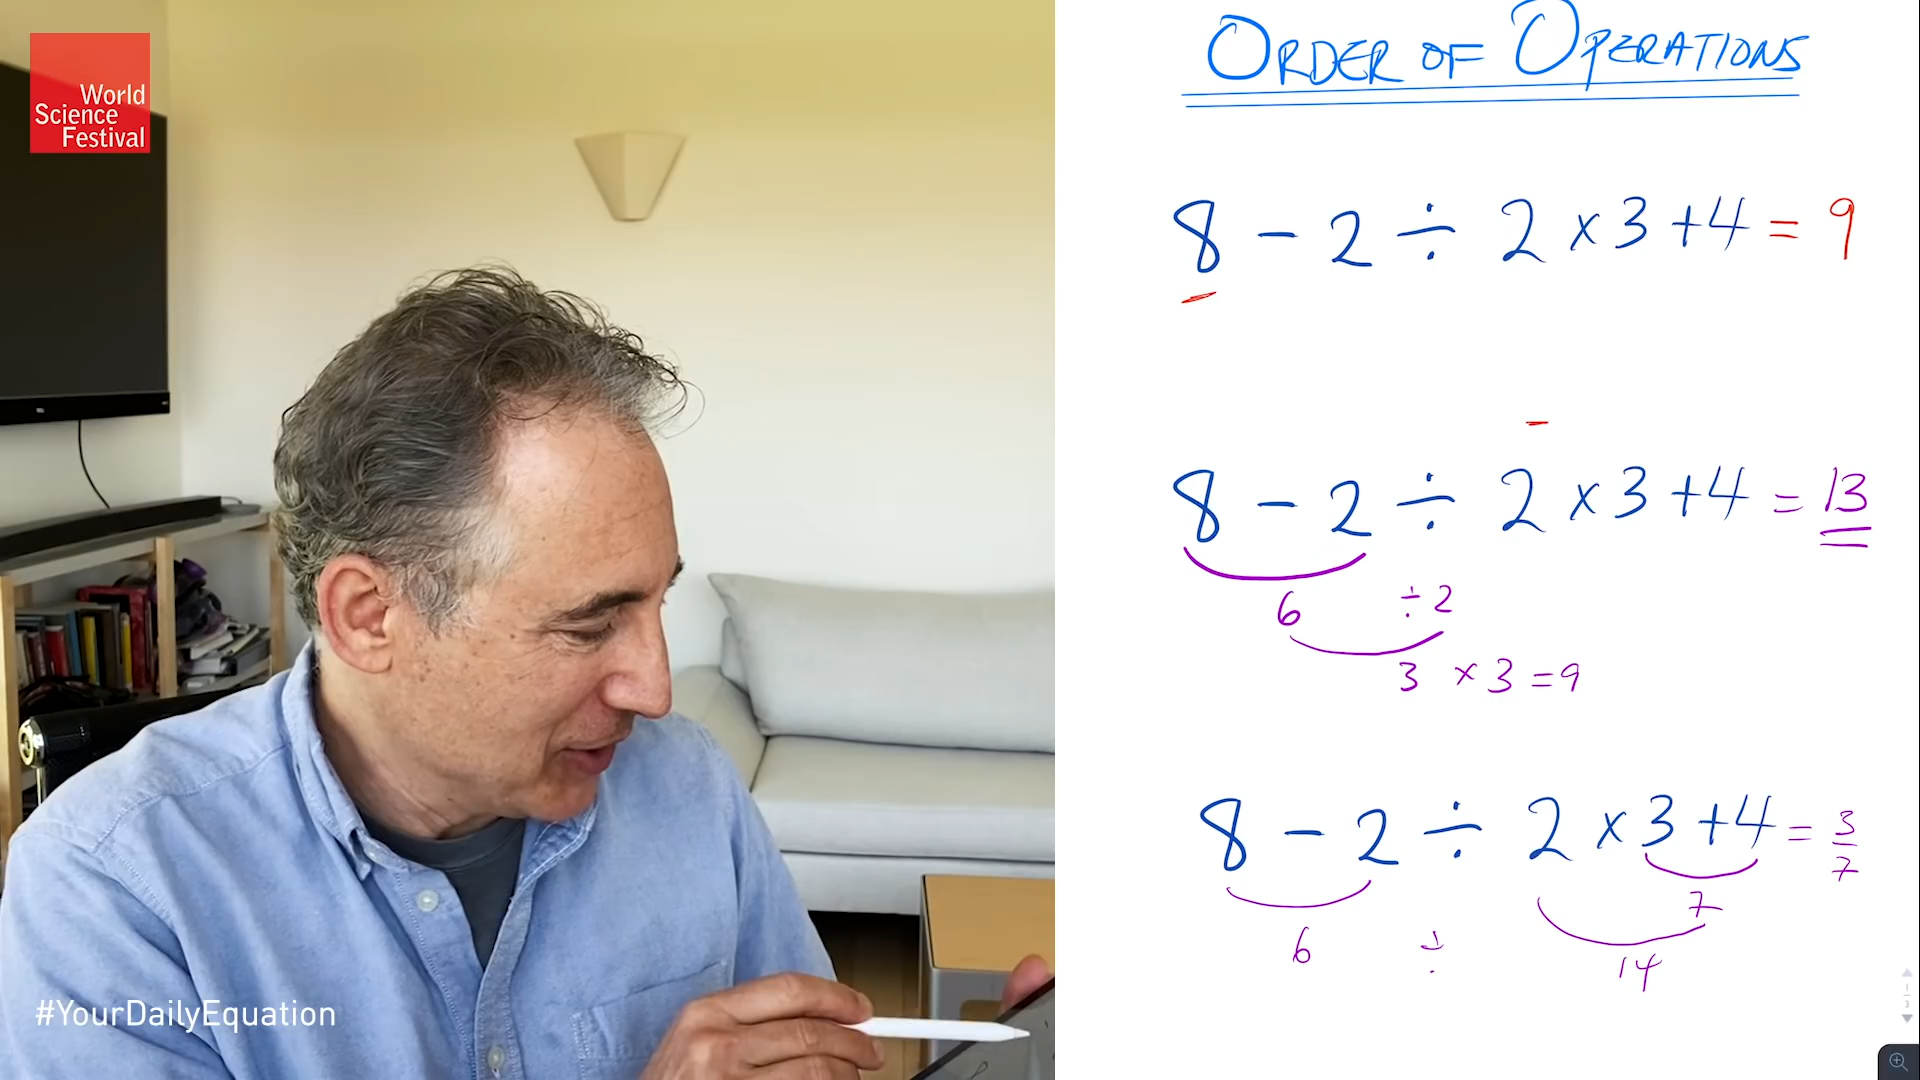 World
Science
Festival
#YourDailyEquation
ORDER OF OPERATIONS
8 - 2 ÷ 2 x 3 + 4 = 9
8 - 2 ÷ 2 x 3 + 4 = 13
6 ÷ 2
3 x 3 = 9
8 - 2 ÷ 2 x 3 + 4 = 3/7
7
6 ÷ 14